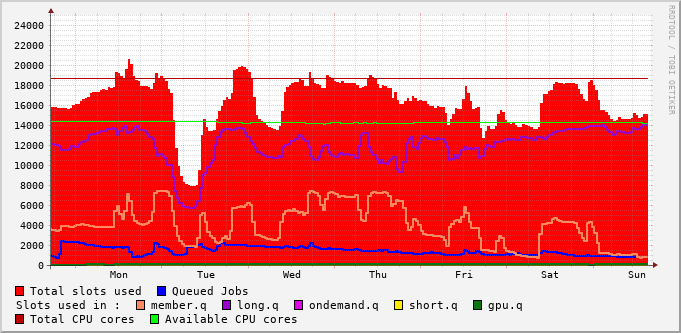 24000
22000
20000
18000
16000
14000
12000
10000
8000
6000
4000
2000
0
Mon Tue Wed Thu Fri Sat Sun
RRDTOOL / TOBI OETIKER
Total slots used Queued Jobs
Slots used in : member.q long.q ondemand.q short.q gpu.q
Total CPU cores Available CPU cores